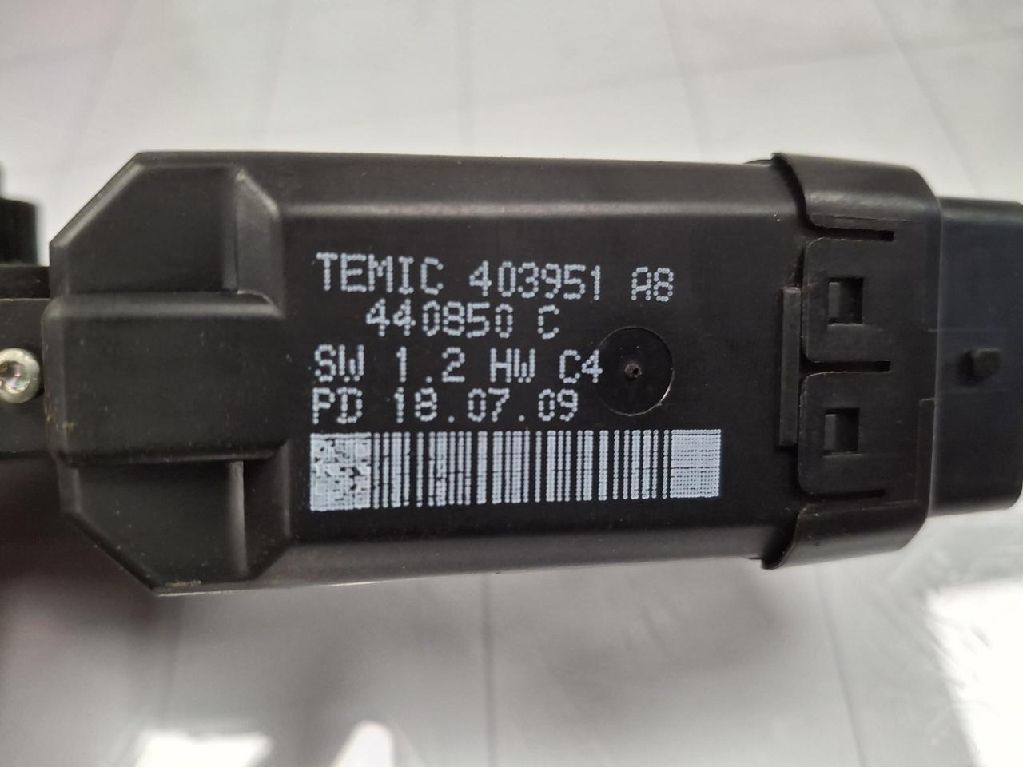 TEMIC 403951 A8
440850 C
SW 1.2 HW C4
PD 18.07.09